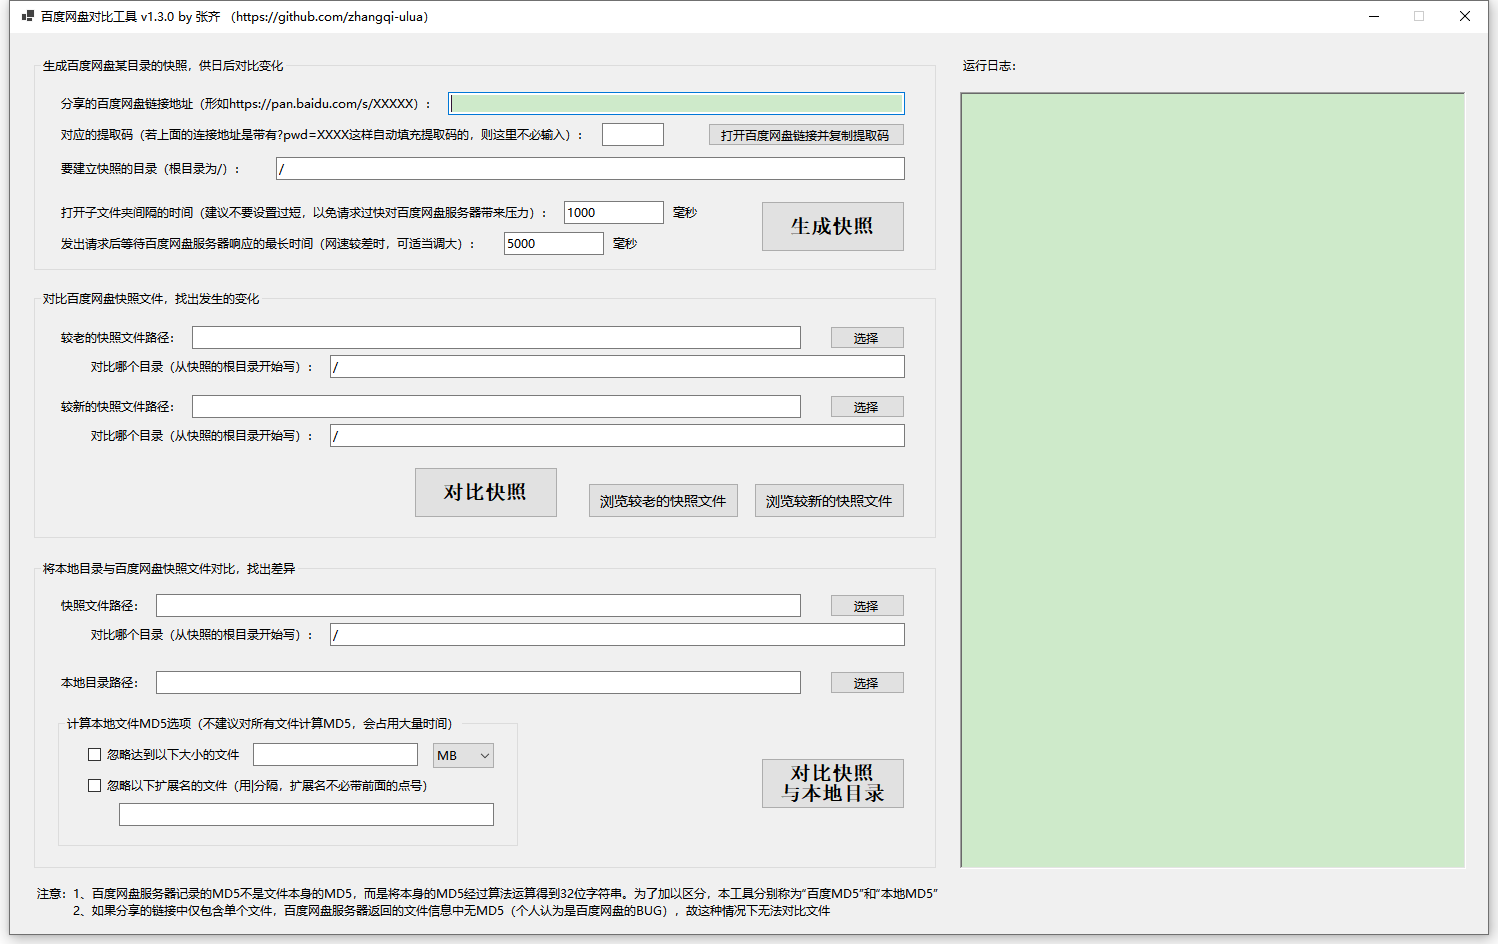 百度网盘对比工具 v1.3.0 by 张齐 （https://github.com/zhangqi-ulua）
生成百度网盘某目录的快照，供日后对比变化
分享的百度网盘链接地址（形如https://pan.baidu.com/s/XXXXX）：
对应的提取码（若上面的连接地址是带有?pwd=XXXX这样自动填充提取码的，则这里不必输入）：
打开百度网盘链接并复制提取码
要建立快照的目录（根目录为/）： /
打开子文件夹间隔的时间（建议不要设置过短，以免请求过快对百度网盘服务器带来压力）： 1000 毫秒
发出请求后等待百度网盘服务器响应的最长时间（网速较差时，可适当调大）： 5000 毫秒
生成快照
对比百度网盘快照文件，找出发生的变化
较老的快照文件路径： 选择
对比哪个目录（从快照的根目录开始写）： /
较新的快照文件路径： 选择
对比哪个目录（从快照的根目录开始写）： /
对比快照 浏览较老的快照文件 浏览较新的快照文件
将本地目录与百度网盘快照文件对比，找出差异
快照文件路径： 选择
对比哪个目录（从快照的根目录开始写）： /
本地目录路径： 选择
计算本地文件MD5选项（不建议对所有文件计算MD5，会占用大量时间）
忽略达到以下大小的文件 MB
忽略以下扩展名的文件（用|分隔，扩展名不必带前面的点号）
对比快照
与本地目录
运行日志：
注意：1、百度网盘服务器记录的MD5不是文件本身的MD5，而是将本身的MD5经过算法运算得到32位字符串。为了加以区分，本工具分别称为“百度MD5”和“本地MD5”
2、如果分享的链接中仅包含单个文件，百度网盘服务器返回的文件信息中无MD5（个人认为是百度网盘的BUG），故这种情况下无法对比文件